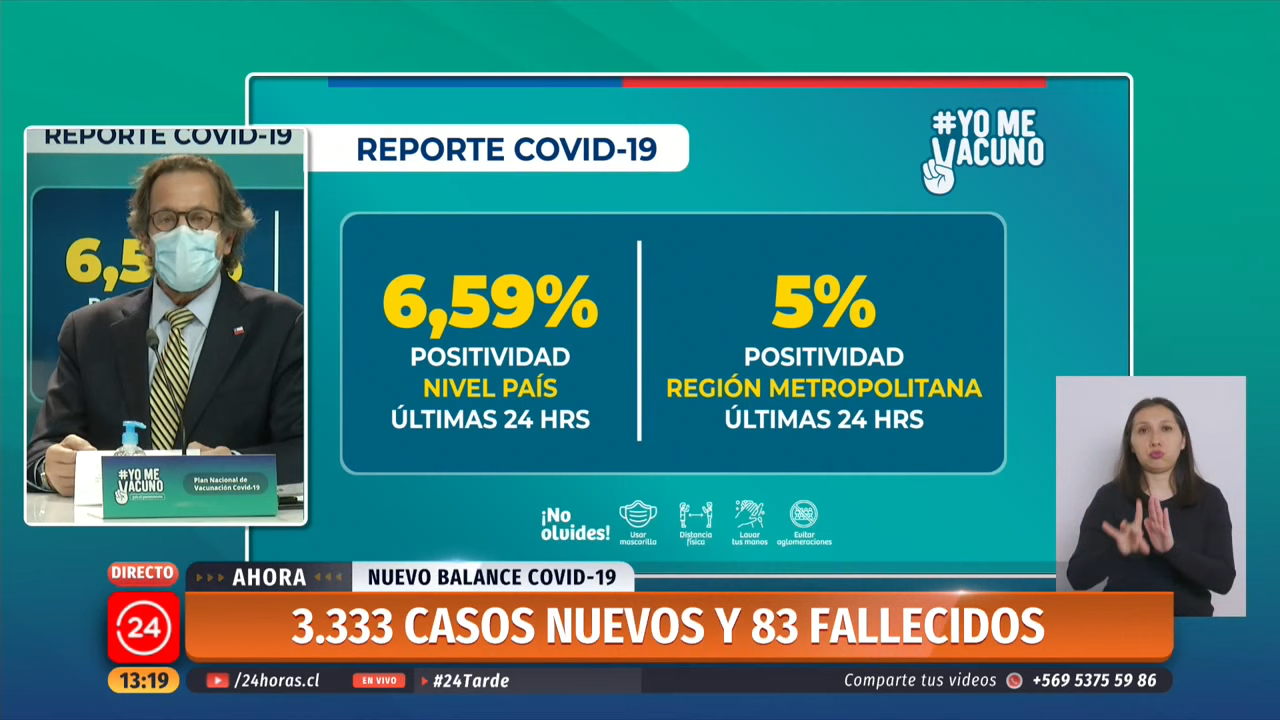 REPORTE COVID-19
#YO ME
VACUNO
REPORTE COVID-19
6,5
#YO ME
VACUNO
Plan Nacional de
Vacunación Covid-19
6,59%
POSITIVIDAD
NIVEL PAÍS
ÚLTIMAS 24 HRS
5%
POSITIVIDAD
REGIÓN METROPOLITANA
ÚLTIMAS 24 HRS
¡No
olvides!
Usar
mascarilla
Distancia
física
Lavar
tus manos
Evitar
aglomeraciones
DIRECTO
AHORA
NUEVO BALANCE COVID-19
24
3.333 CASOS NUEVOS Y 83 FALLECIDOS
13:19
/24horas.cl
EN VIVO
#24Tarde
Comparte tus videos
+569 5375 59 86